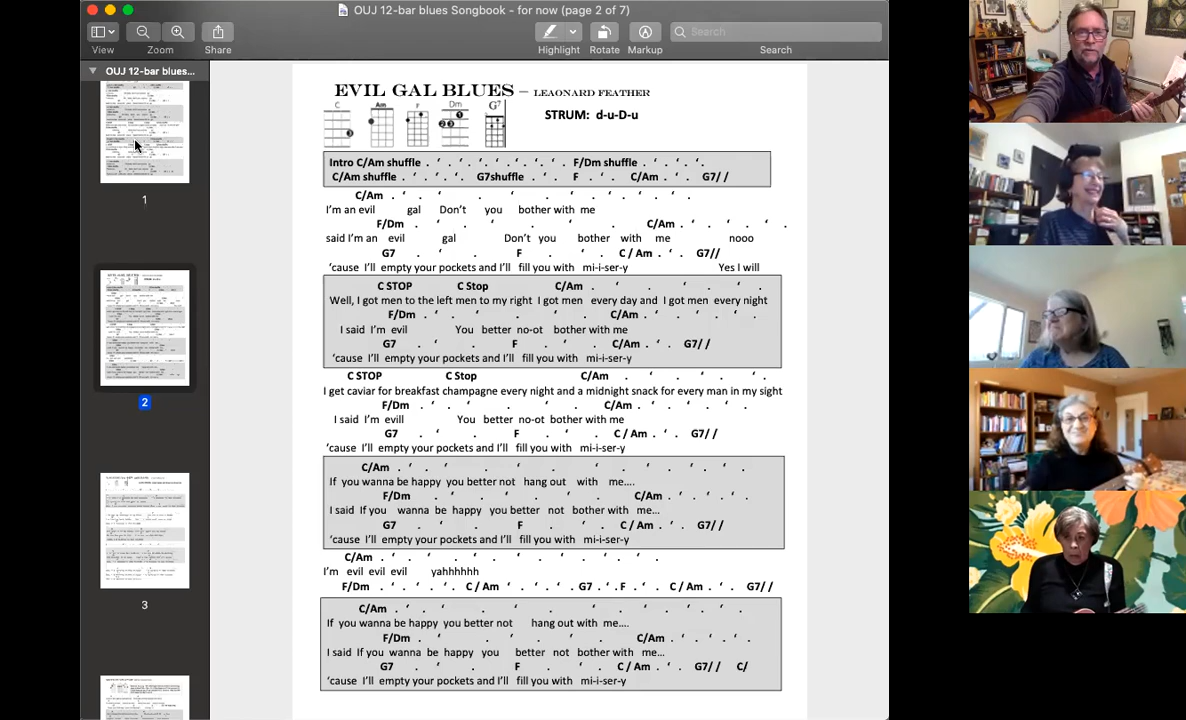 OUJ 12-bar blues Songbook - for now (page 2 of 7)
View Zoom Share Highlight Rotate Markup Search
Search
OUJ 12-bar blues...
1
2
3
EVIL GAL BLUES – LEONARD FEATHER
C Am F Dm G7
STRUM: d-u-D-u
Intro C/Am shuffle . ‘ . ‘ . ‘ . ‘ . ‘ . ‘ . F/Dm shuffle . ‘ . ‘ . ‘ .
C/Am shuffle . ‘ . ‘ . ‘ . G7shuffle . ‘ . F . ‘ . C/Am . ‘ . G7/ /
C/Am . ‘ . ‘ . ‘ . ‘ . ‘ . ‘
I’m an evil gal Don’t you bother with me
F/Dm . ‘ . ‘ . ‘ . C/Am . ‘ . ‘ . ‘ .
said I’m an evil gal Don’t you bother with me nooo
G7 . ‘ . F . ‘ . C / Am . ‘ . G7//
‘cause I’ll empty your pockets and I’ll fill you with mi-i-ser-y Yes I will
C STOP C Stop C/Am . ‘ . ‘ . ‘ .
Well, I got men to the left men to my right I got men every day and I got men every night
F/Dm . ‘ . ‘ . ‘ . C/Am . ‘ . ‘ . ‘ .
I said I’m evil You better no-ot bother with me
G7 . ‘ . F . ‘ . C/Am . ‘ . G7/ /
‘cause I’ll empty your pockets and I’ll fill you with mi-i-ser-y
C STOP C Stop C/Am . ‘ . ‘ . ‘ .
I get caviar for breakfast champagne every night and a midnight snack for every man in my sight
F/Dm . ‘ . ‘ . ‘ . C/Am . ‘ . ‘ . ‘ .
I said I’m evill You better no-ot bother with me
G7 . ‘ . F . ‘ . C / Am . ‘ . G7/ /
‘cause I’ll empty your pockets and I’ll fill you with mi-i-ser-y
C/Am . ‘ . ‘ . ‘ . ‘ . ‘ . ‘ . ‘ .
If you wanna be happy you better not hang out with me....
F/Dm . ‘ . ‘ . ‘ . C/Am . ‘ . ‘ . ‘ .
I said If you wanna be happy you better not bother with me...
G7 . ‘ . F . ‘ . C / Am . ‘ . G7/ /
‘cause I’ll empty your pockets and I’ll fill you with mi-i-ser-y
C/Am . ‘ . ‘ . ‘ . ‘ . ‘ . ‘ . ‘
I’m evil evil evil yahhhhhh
F/Dm . ‘ . ‘ . ‘ . C / Am . ‘ . ‘ . ‘ . G7 . ‘ . F . ‘ . C / Am . ‘ . G7/ /
C/Am . ‘ . ‘ . ‘ . ‘ . ‘ . ‘ . ‘ .
If you wanna be happy you better not hang out with me....
F/Dm . ‘ . ‘ . ‘ . C/Am . ‘ . ‘ . ‘ .
I said If you wanna be happy you better not bother with me...
G7 . ‘ . F . ‘ . C / Am . ‘ . G7/ / C/
‘cause I’ll empty your pockets and I’ll fill you with mi-i-ser-y